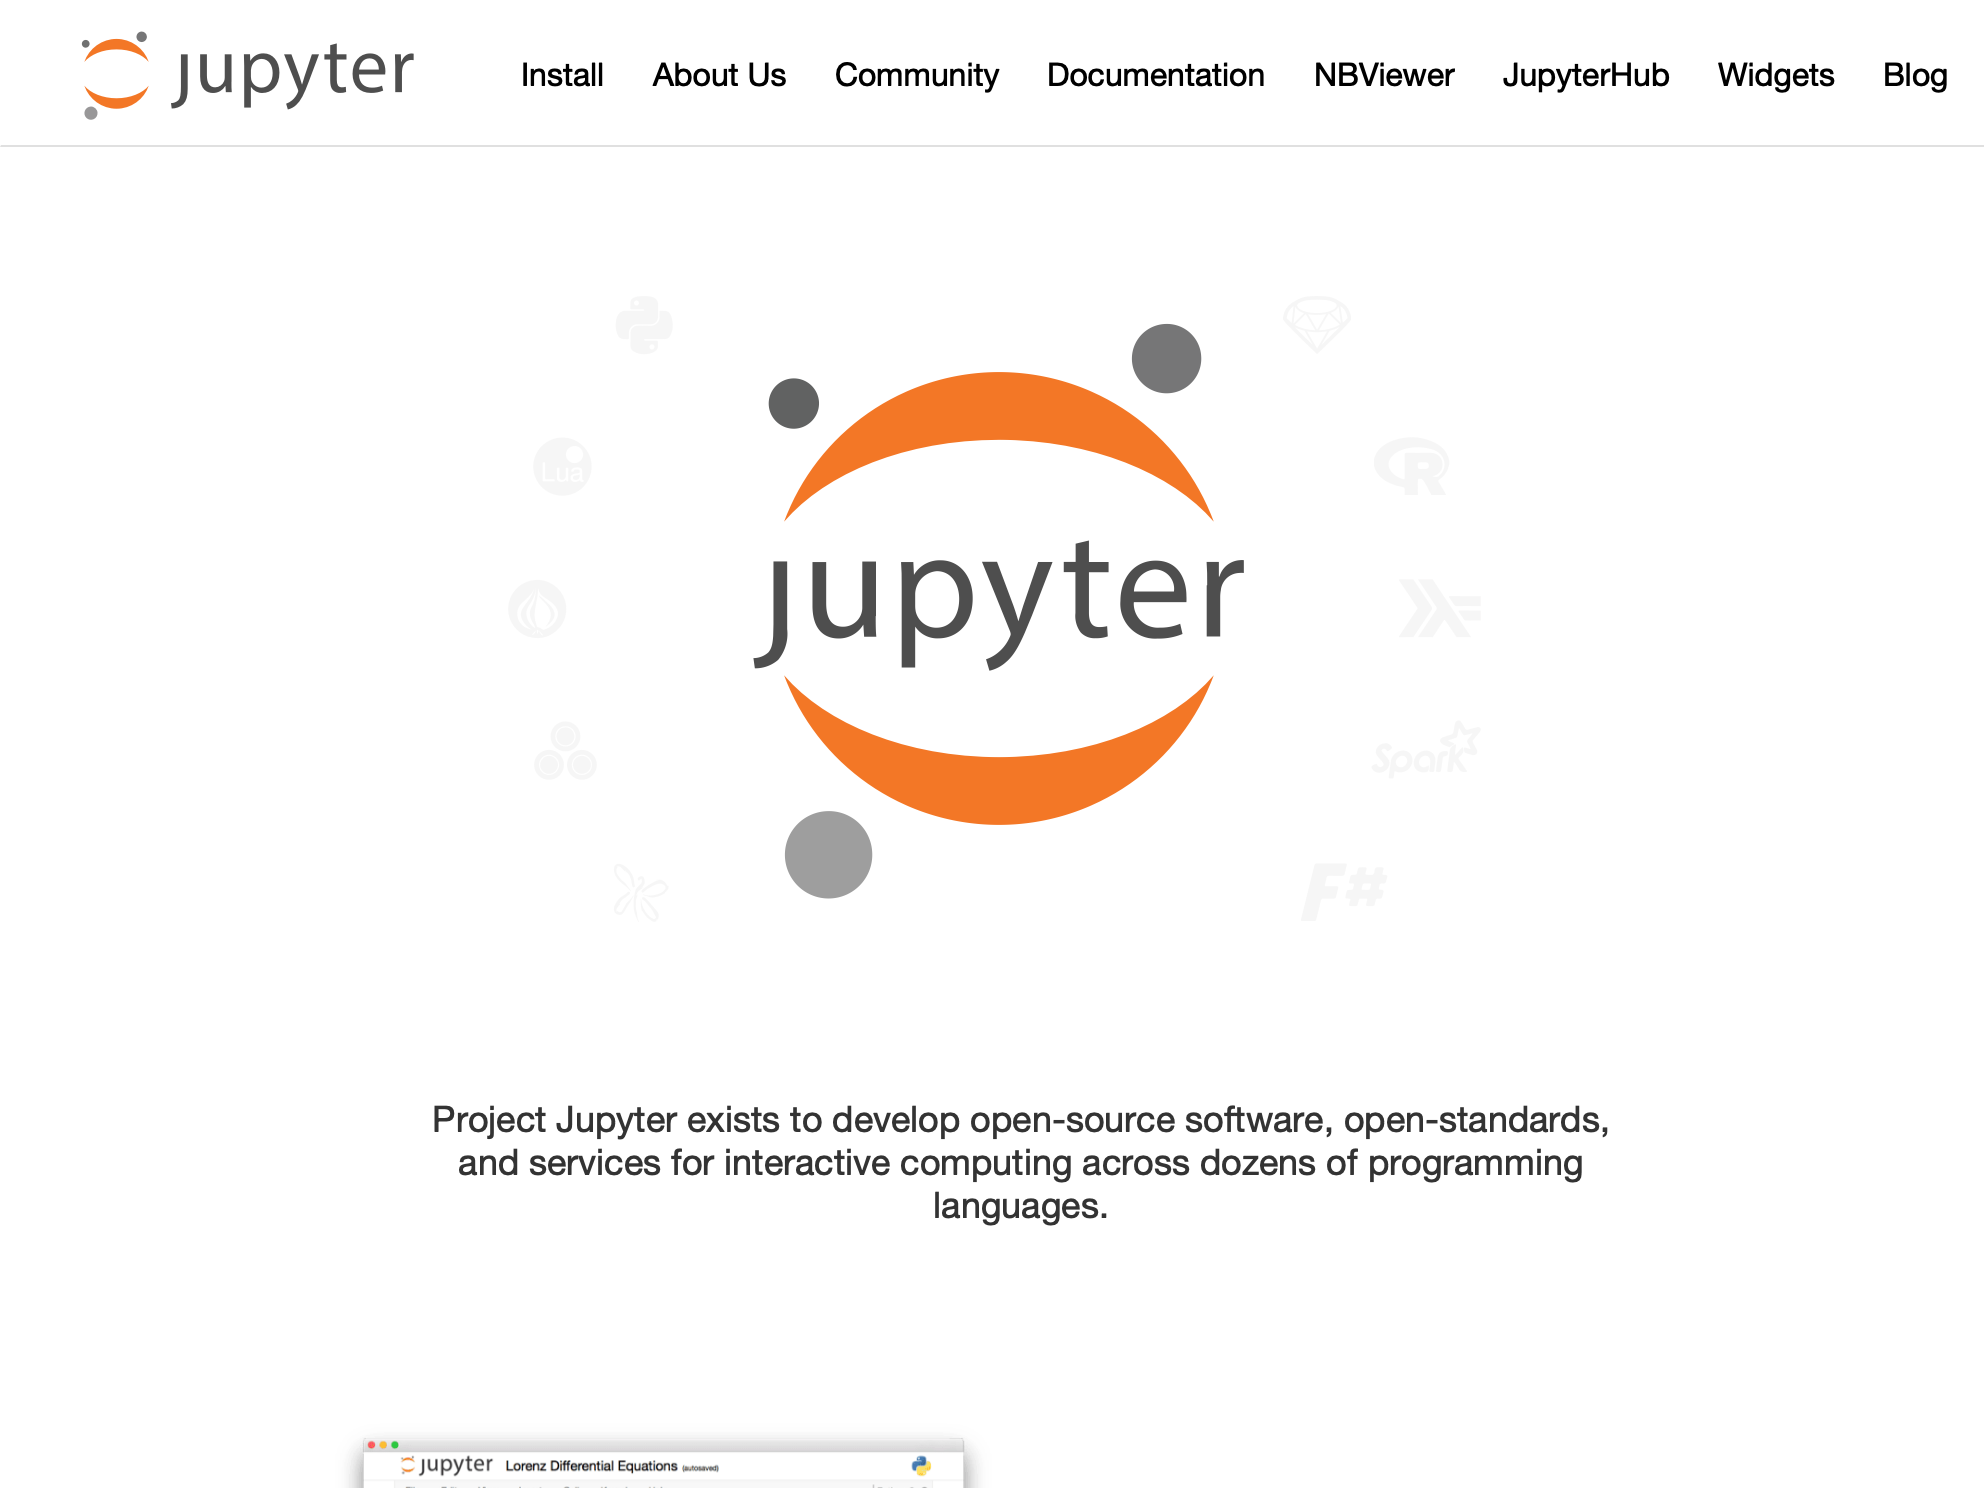 jupyter
Install About Us Community Documentation NBViewer JupyterHub Widgets Blog
Lua
R
jupyter
Spark
F#
Project Jupyter exists to develop open-source software, open-standards,
and services for interactive computing across dozens of programming
languages.
jupyter Lorenz Differential Equations (autosaved)